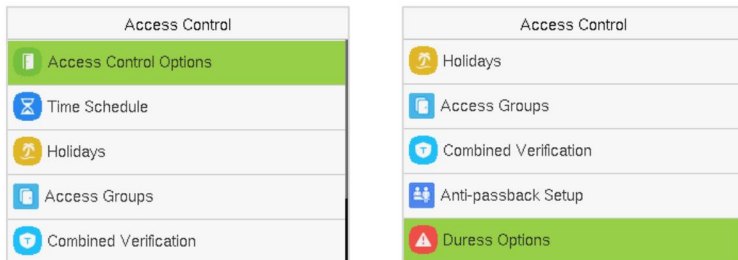 Access Control
Access Control Options
Time Schedule
Holidays
Access Groups
Combined Verification
Access Control
Holidays
Access Groups
Combined Verification
Anti-passback Setup
Duress Options